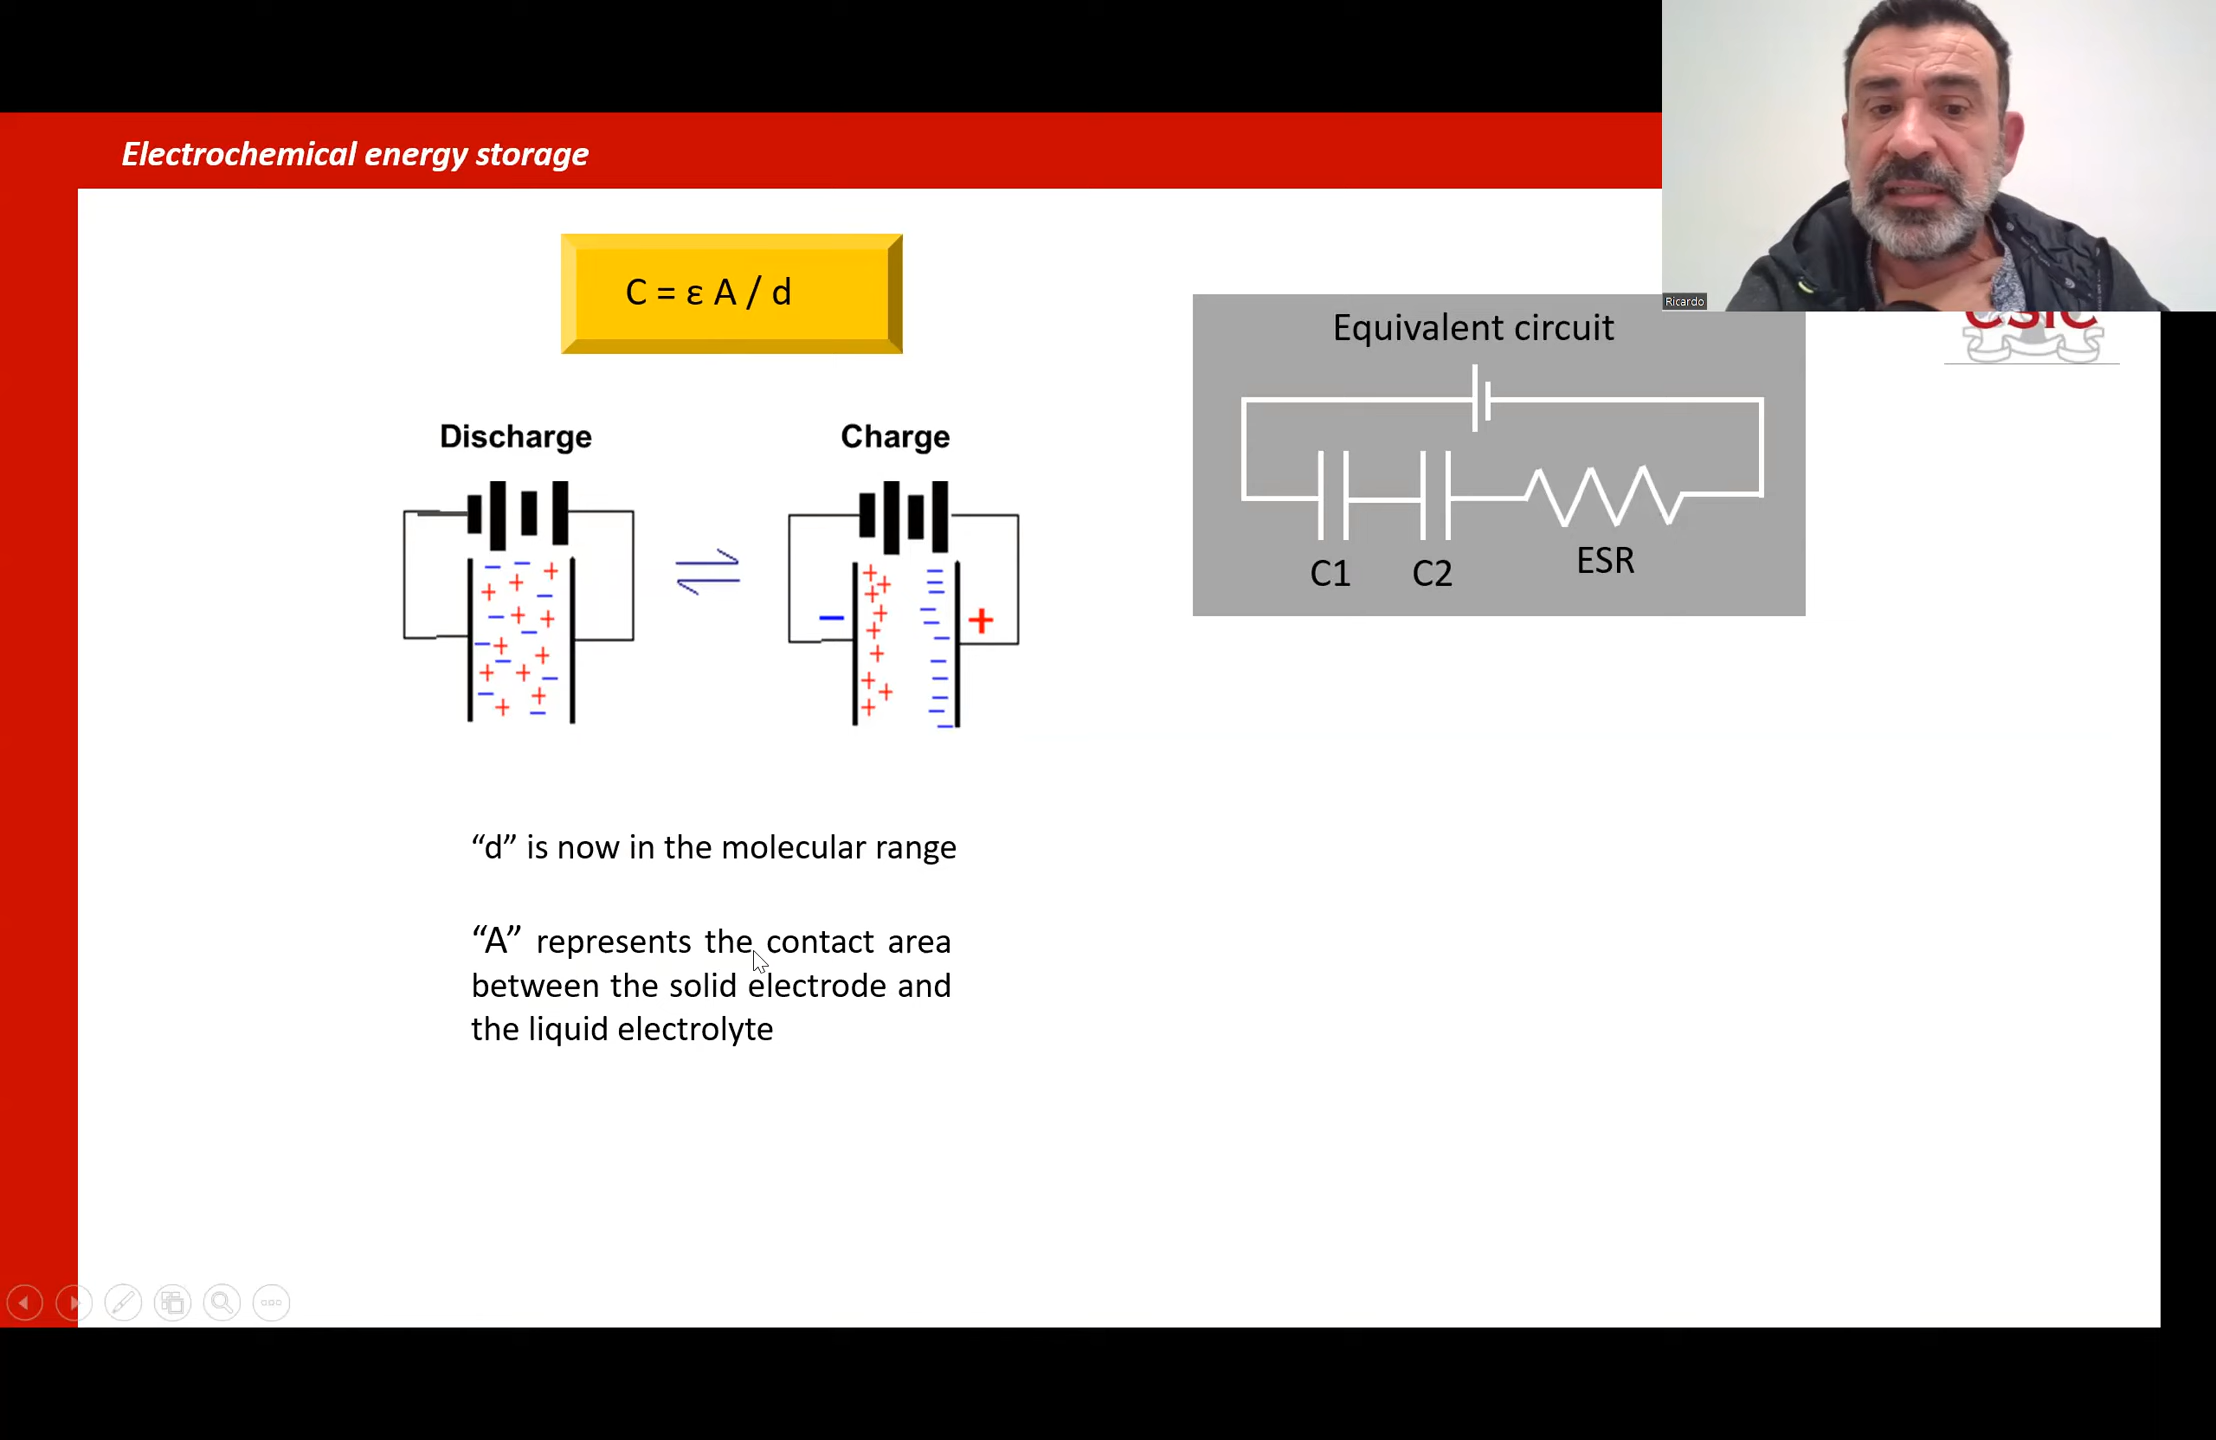 Electrochemical energy storage
C = ε A / d
Ricardo
CSIC
Equivalent circuit
Discharge
Charge
C1
C2
ESR
“d” is now in the molecular range
“A” represents the contact area
between the solid electrode and
the liquid electrolyte